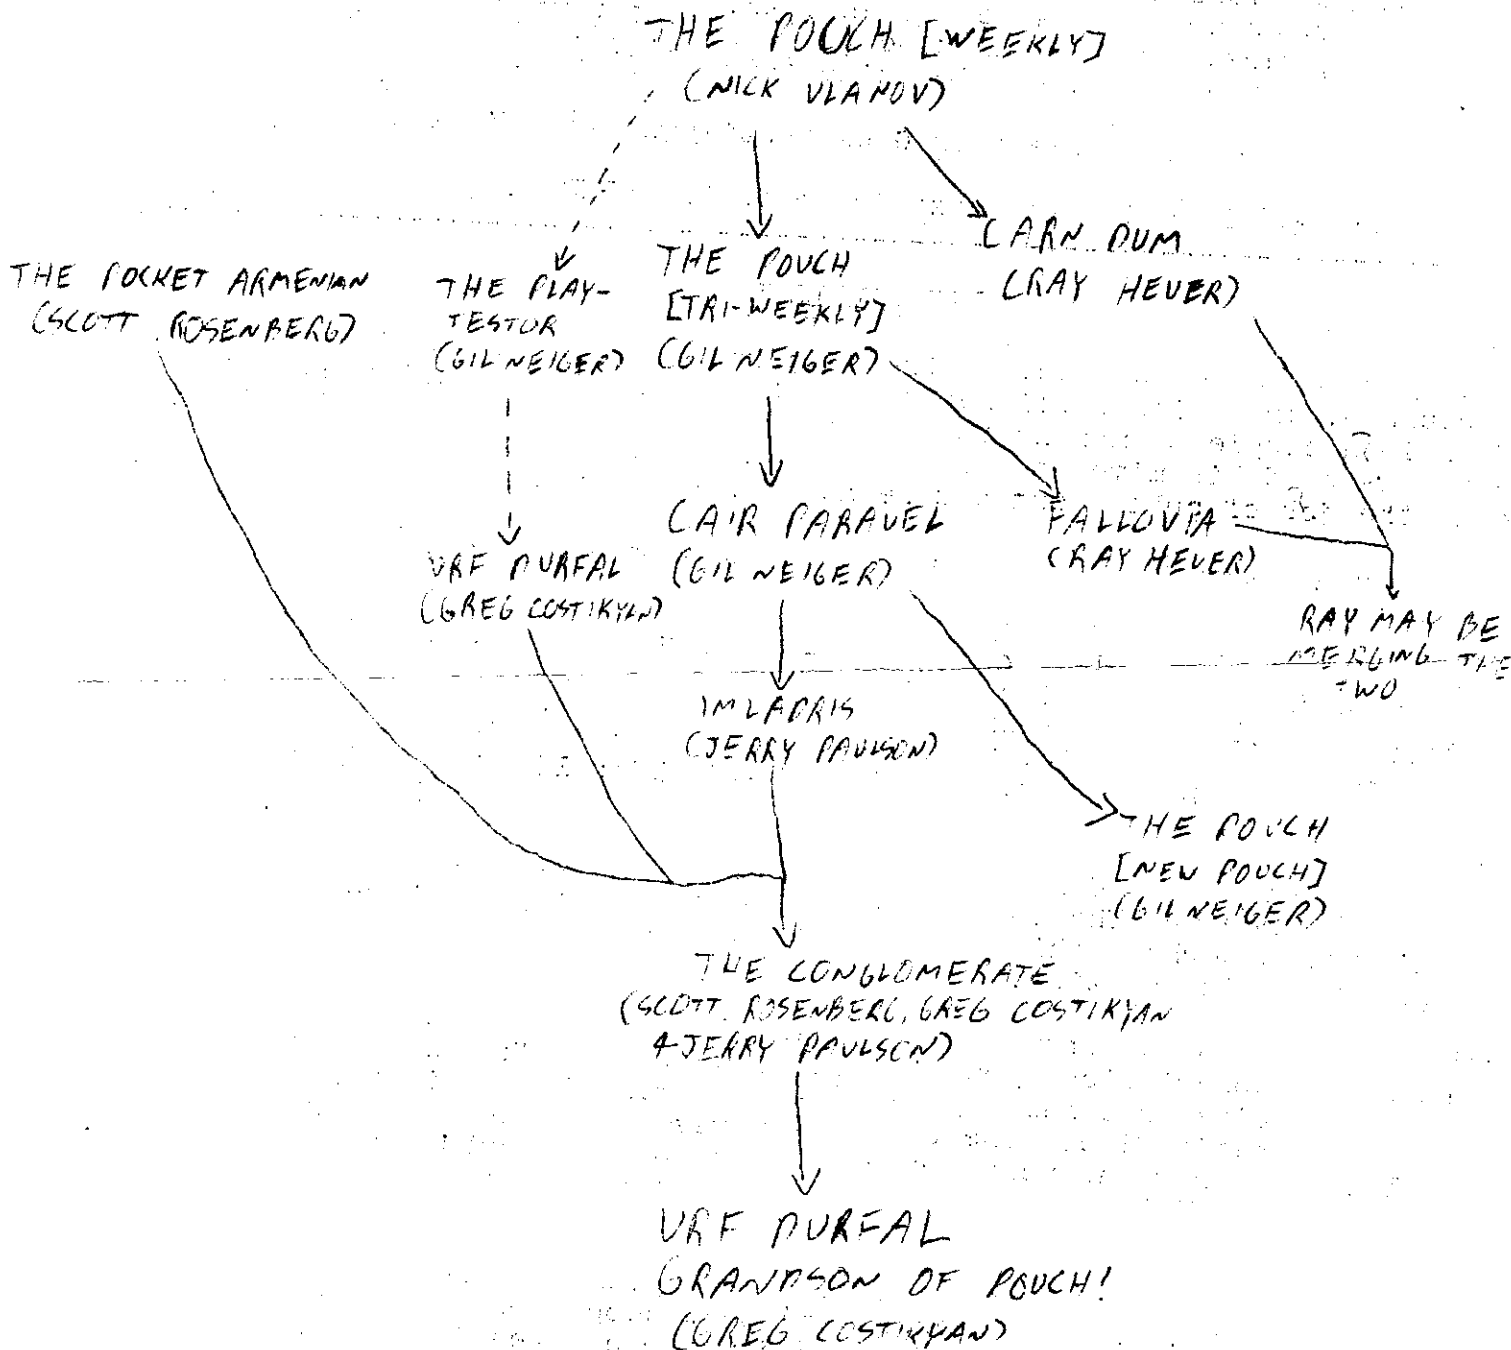 THE POUCH [WEEKLY]
(NICK ULANOV)
THE POCKET ARMENIAN
(SCOTT ROSENBERG)
THE PLAY-
TESTOR
(GIL NEIGER)
THE POUCH
[TRI-WEEKLY]
(GIL NEIGER)
CARN DUM
(RAY HEUER)
URF DURFAL
(GREG COSTIKYAN)
CAIR PARAVEL
(GIL NEIGER)
FALLOVIA
(RAY HEUER)
RAY MAY BE
MERGING THE
TWO
IMLADRIS
(JERRY PAULSON)
THE POUCH
[NEW POUCH]
(GIL NEIGER)
THE CONGLOMERATE
(SCOTT ROSENBERG, GREG COSTIKYAN
& JERRY PAULSON)
URF DURFAL
GRANDSON OF POUCH!
(GREG COSTIKYAN)